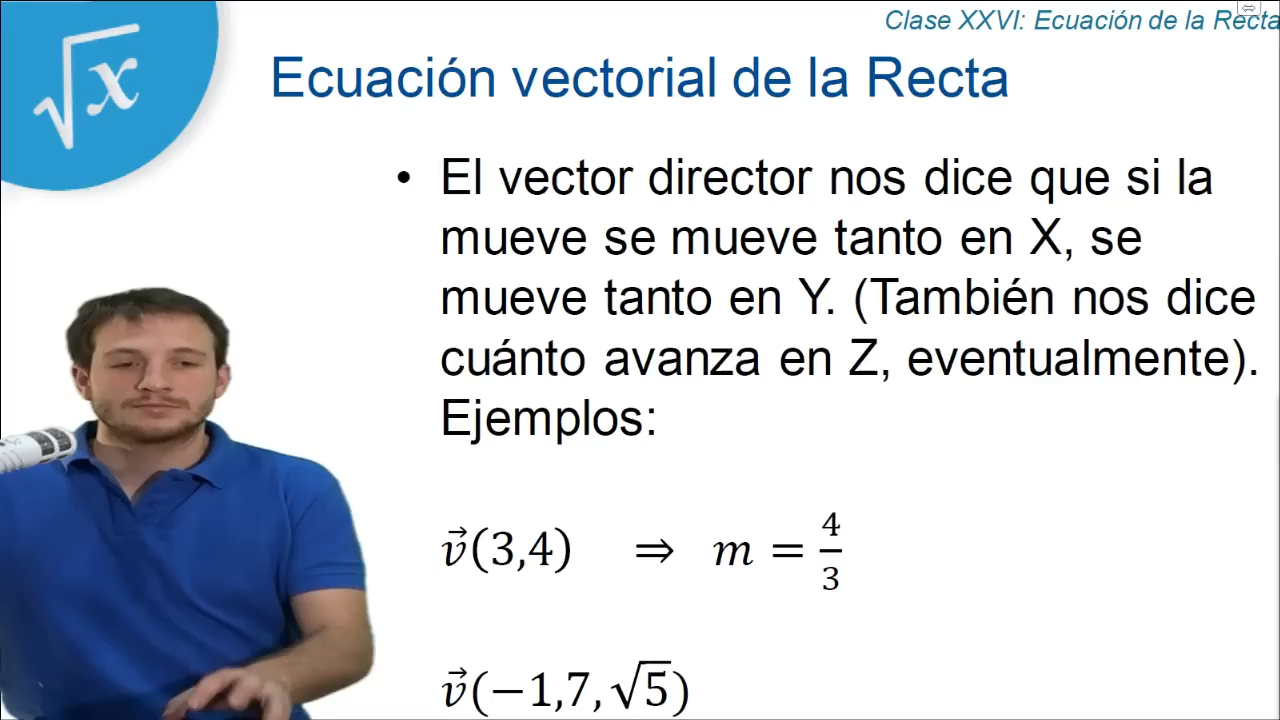 Clase XXVI: Ecuación de la Recta
√x
Ecuación vectorial de la Recta
• El vector director nos dice que si la
mueve se mueve tanto en X, se
mueve tanto en Y. (También nos dice
cuánto avanza en Z, eventualmente).
Ejemplos:
v⃗(3,4) ⇒ m = 4/3
v⃗(−1,7,√5)